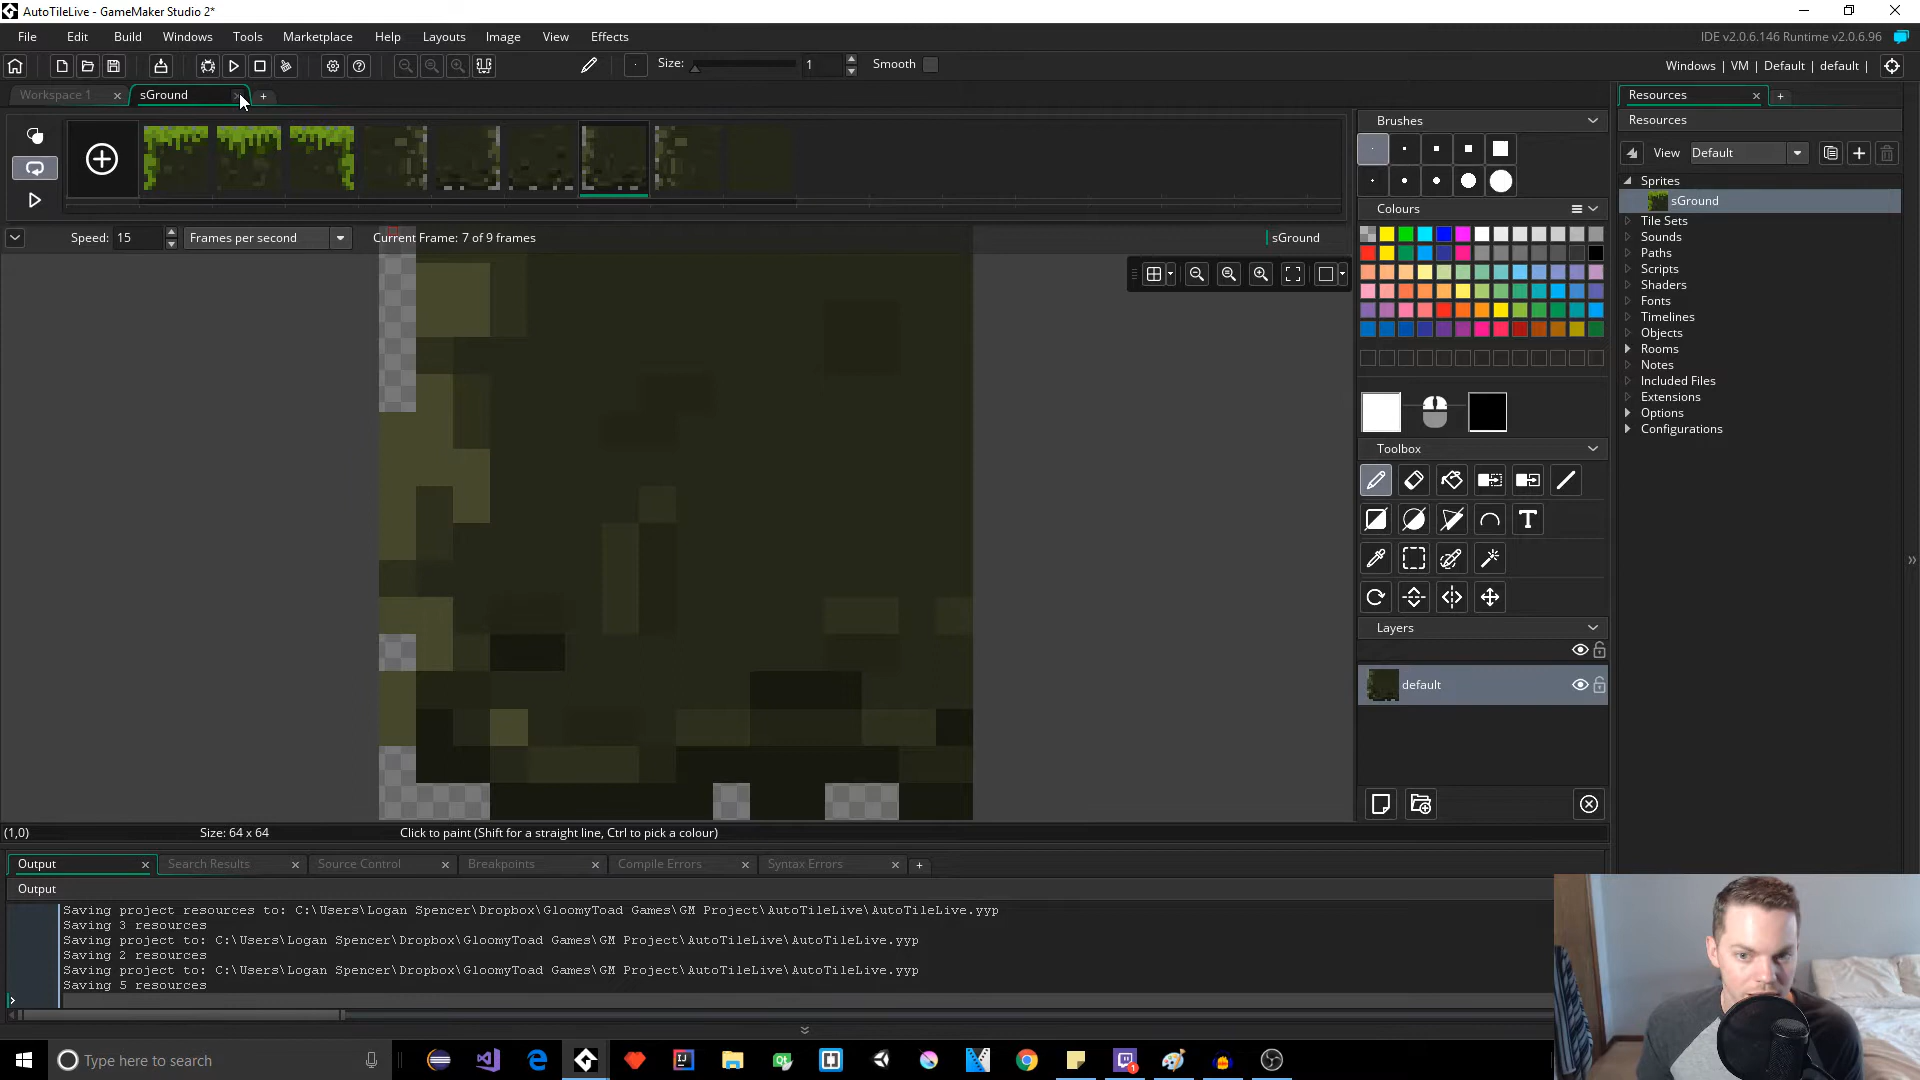 AutoTileLive - GameMaker Studio 2*
File Edit Build Windows Tools Marketplace Help Layouts Image View Effects
IDE v2.0.6.146 Runtime v2.0.6.96
Size: 1 Smooth
Windows | VM | Default | default |
Workspace 1
sGround
Resources
Brushes
Resources
View Default
Sprites
sGround
Tile Sets
Sounds
Paths
Scripts
Shaders
Fonts
Timelines
Objects
Rooms
Notes
Included Files
Extensions
Options
Configurations
Colours
Speed: 15 Frames per second Current Frame: 7 of 9 frames
sGround
Toolbox
T
Layers
default
(1,0) Size: 64 x 64 Click to paint (Shift for a straight line, Ctrl to pick a colour)
Output Search Results Source Control Breakpoints Compile Errors Syntax Errors
Output
Saving project resources to: C:\Users\Logan Spencer\Dropbox\GloomyToad Games\GM Project\AutoTileLive\AutoTileLive.yyp
Saving 3 resources
Saving project to: C:\Users\Logan Spencer\Dropbox\GloomyToad Games\GM Project\AutoTileLive\AutoTileLive.yyp
Saving 2 resources
Saving project to: C:\Users\Logan Spencer\Dropbox\GloomyToad Games\GM Project\AutoTileLive\AutoTileLive.yyp
Saving 5 resources
Type here to search